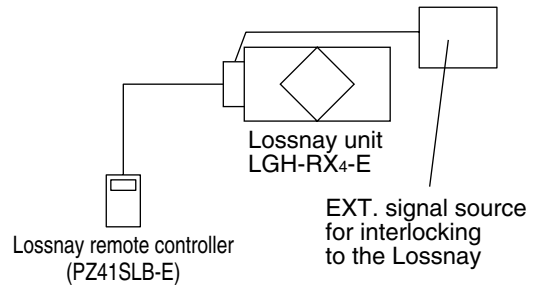 Lossnay unit
LGH-RX4-E
EXT. signal source
for interlocking
to the Lossnay
Lossnay remote controller
(PZ41SLB-E)